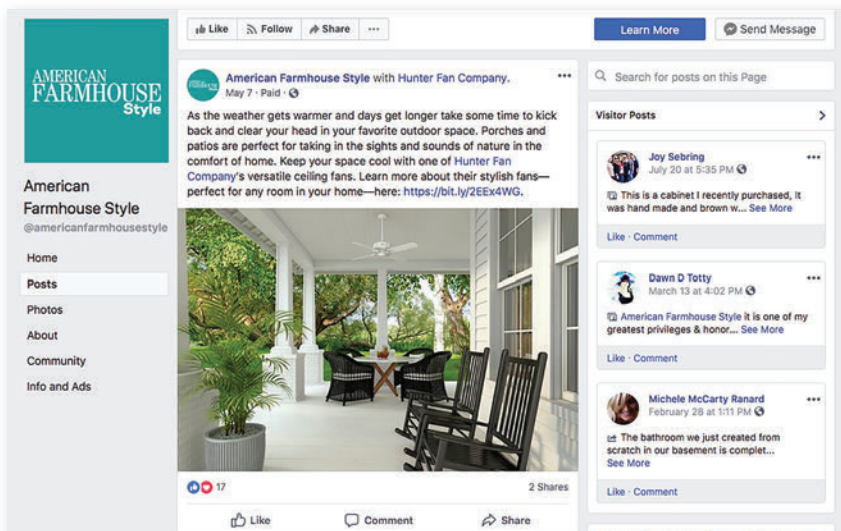 AMERICAN
FARMHOUSE
Style
American
Farmhouse Style
@americanfarmhousestyle
Home
Posts
Photos
About
Community
Info and Ads
Like Follow Share ...
Learn More Send Message
American Farmhouse Style with Hunter Fan Company.
May 7 · Paid ·
As the weather gets warmer and days get longer take some time to kick
back and clear your head in your favorite outdoor space. Porches and
patios are perfect for taking in the sights and sounds of nature in the
comfort of home. Keep your space cool with one of Hunter Fan
Company's versatile ceiling fans. Learn more about their stylish fans—
perfect for any room in your home—here: https://bit.ly/2EEx4WG.
17 2 Shares
Like Comment Share
Search for posts on this Page
Visitor Posts
Joy Sebring
July 20 at 5:35 PM
This is a cabinet I recently purchased, It
was hand made and brown w... See More
Like · Comment
Dawn D Totty
March 13 at 4:02 PM
American Farmhouse Style it is one of my
greatest privileges & honor... See More
Like · Comment
Michele McCarty Ranard
February 28 at 1:11 PM
The bathroom we just created from
scratch in our basement is complet...
See More
Like · Comment